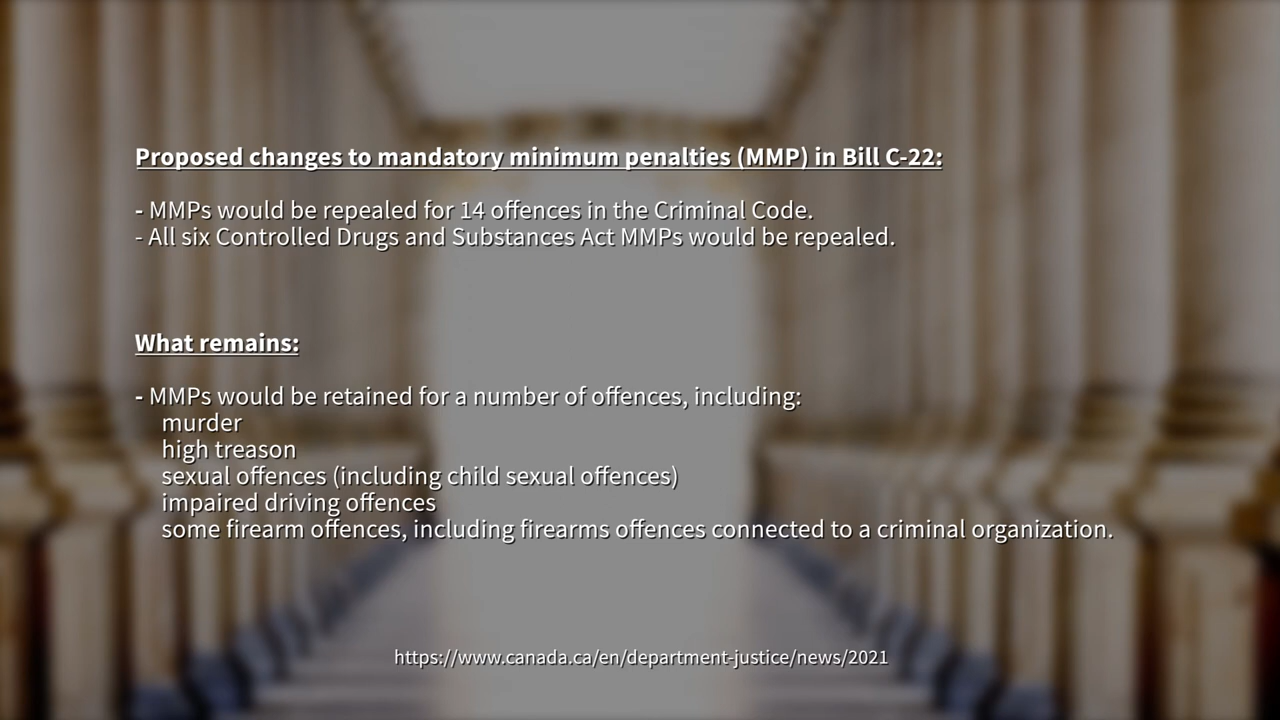 Proposed changes to mandatory minimum penalties (MMP) in Bill C-22:
- MMPs would be repealed for 14 offences in the Criminal Code.
- All six Controlled Drugs and Substances Act MMPs would be repealed.
What remains:
- MMPs would be retained for a number of offences, including:
murder
high treason
sexual offences (including child sexual offences)
impaired driving offences
some firearm offences, including firearms offences connected to a criminal organization.
https://www.canada.ca/en/department-justice/news/2021